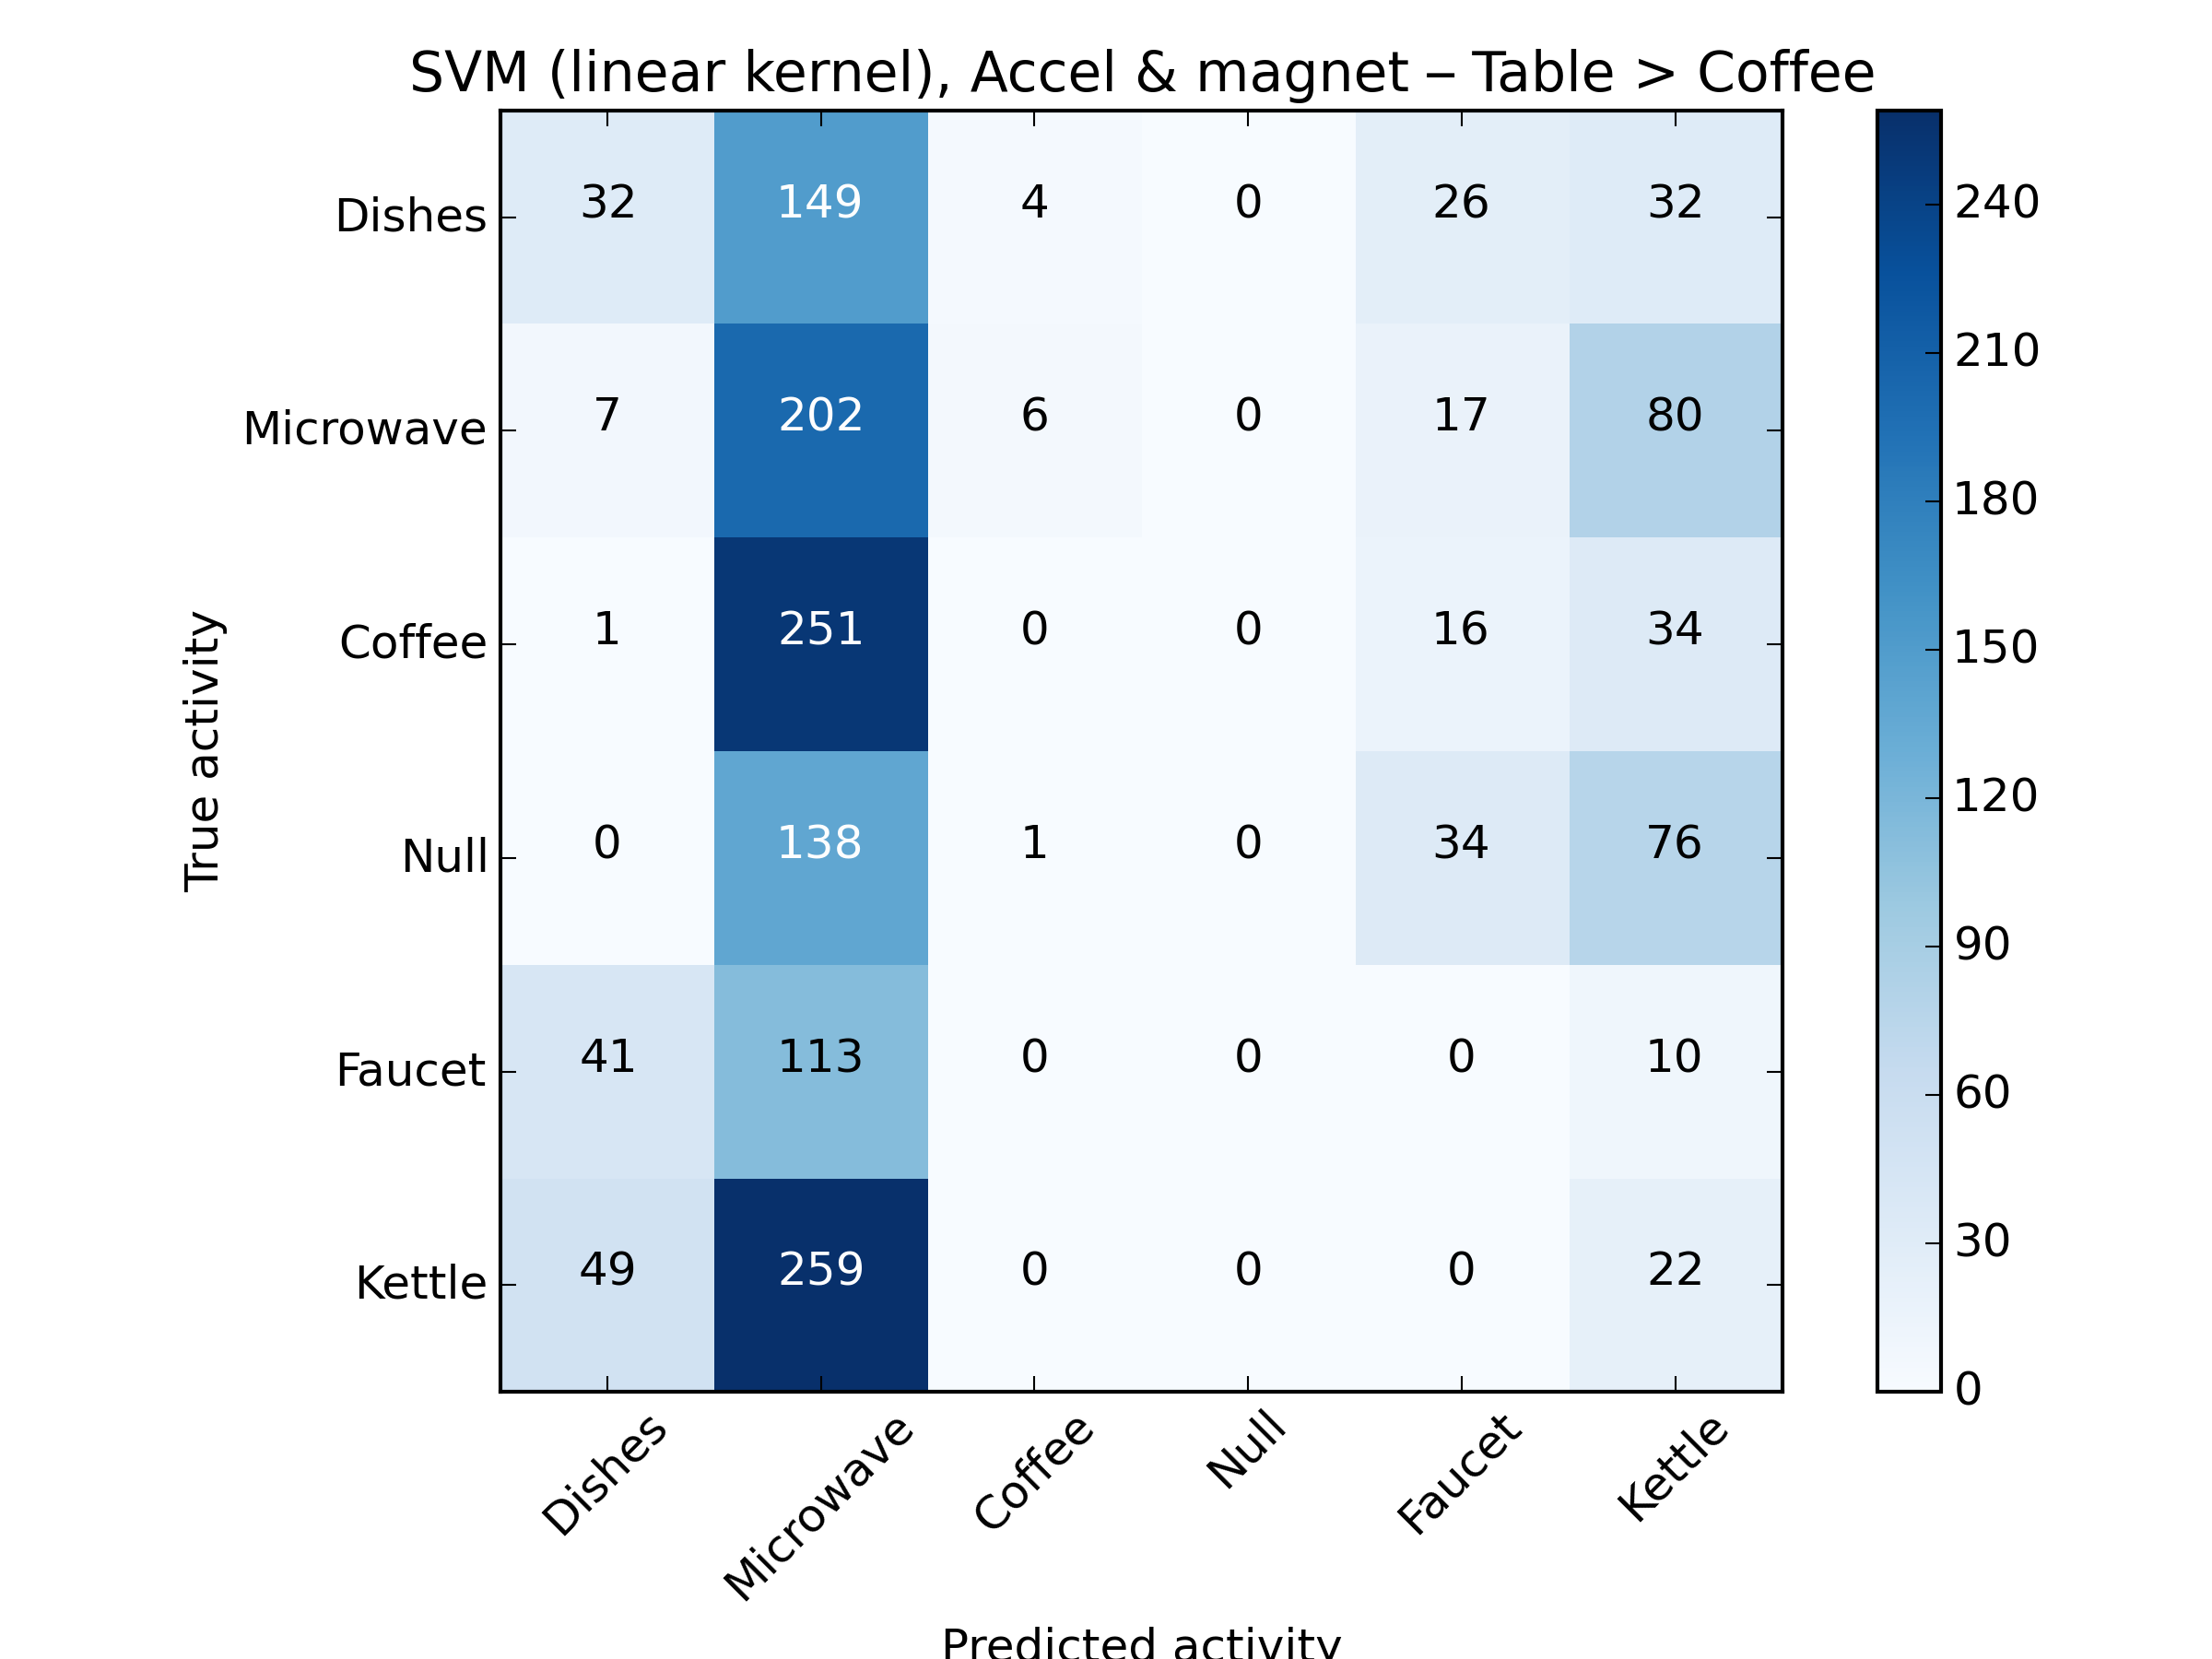 SVM (linear kernel), Accel & magnet – Table > Coffee
Dishes 32 149 4 0 26 32
Microwave 7 202 6 0 17 80
Coffee 1 251 0 0 16 34
Null 0 138 1 0 34 76
Faucet 41 113 0 0 0 10
Kettle 49 259 0 0 0 22
True activity
Dishes Microwave Coffee Null Faucet Kettle
Predicted activity
240
210
180
150
120
90
60
30
0